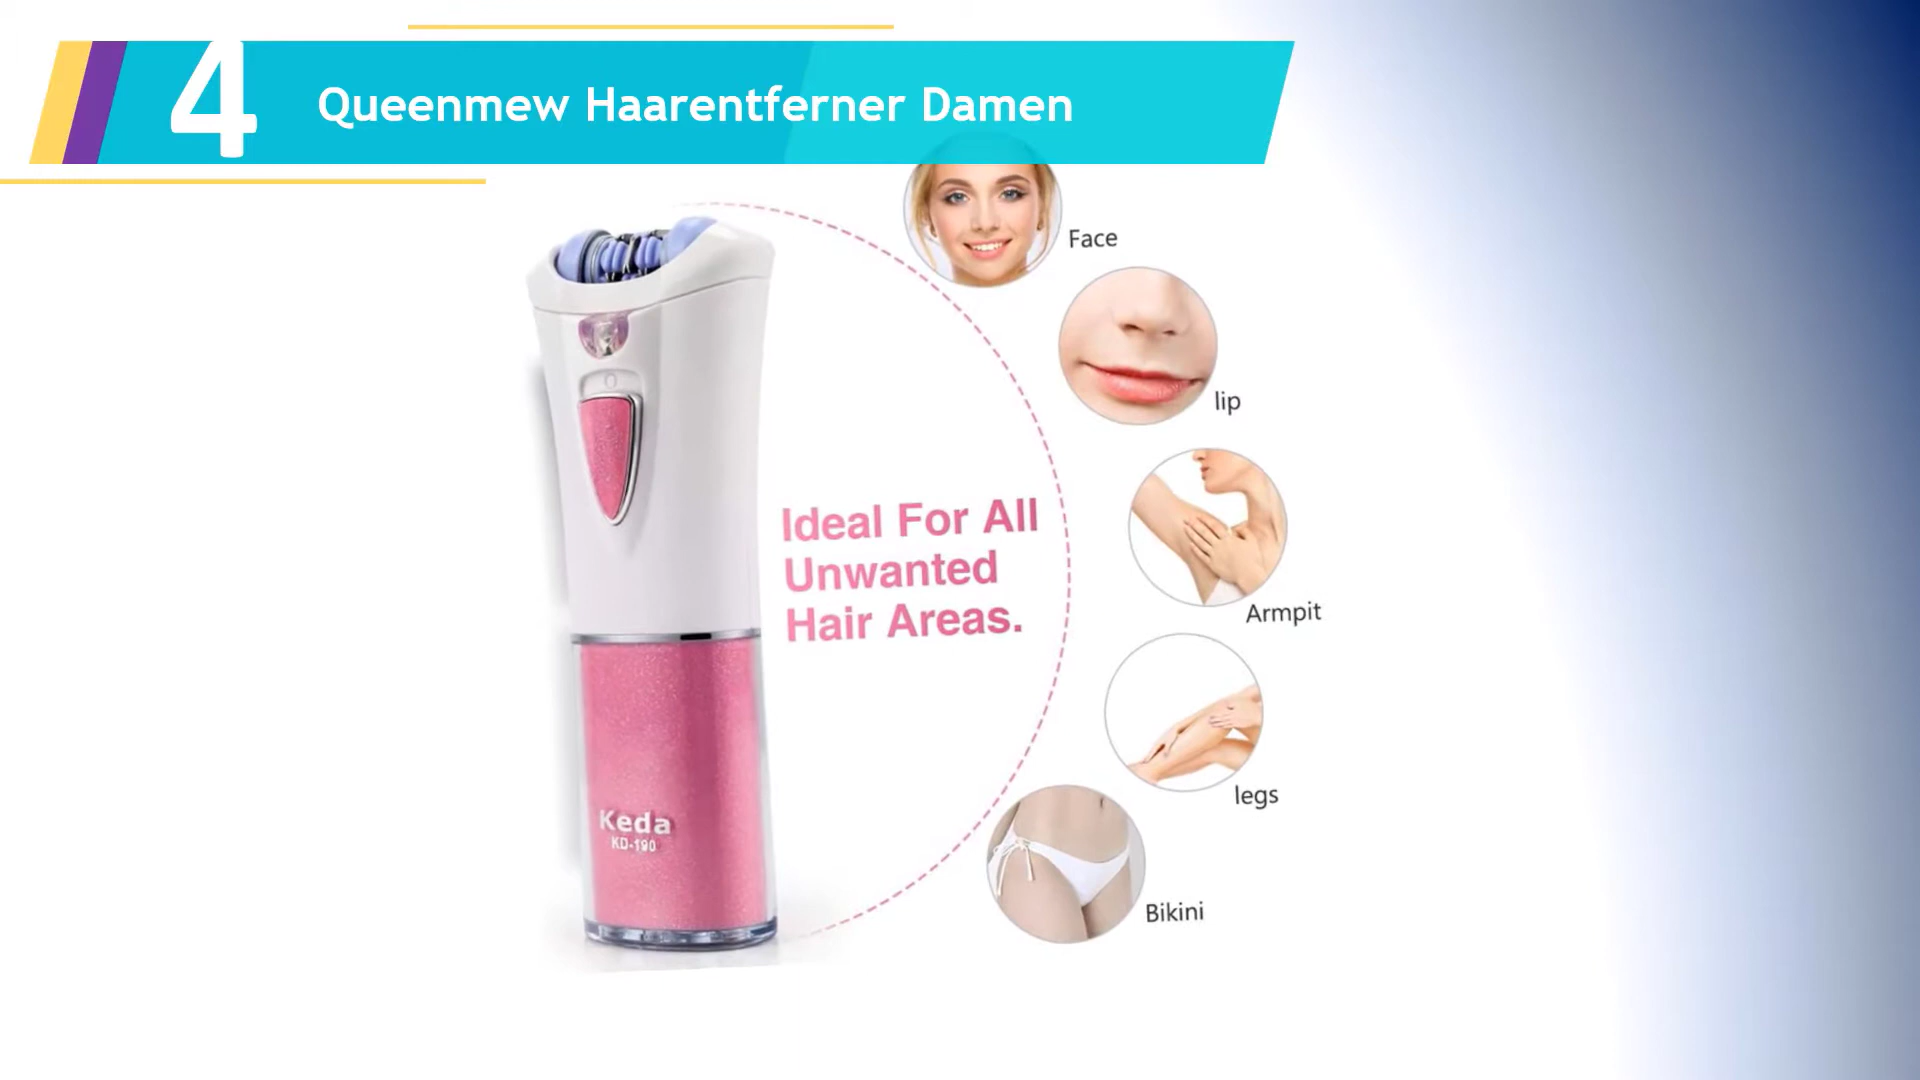 4
Queenmew Haarentferner Damen
Face
lip
Armpit
Ideal For All
Unwanted
Hair Areas.
legs
Keda
KD-190
Bikini